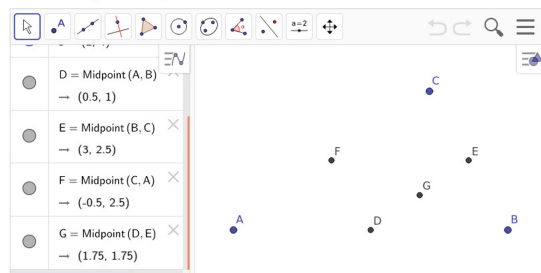 A
a=2
D = Midpoint (A, B)
→ (0.5, 1)
E = Midpoint (B, C)
→ (3, 2.5)
F = Midpoint (C, A)
→ (-0.5, 2.5)
G = Midpoint (D, E)
→ (1.75, 1.75)
C
F
E
G
A
D
B